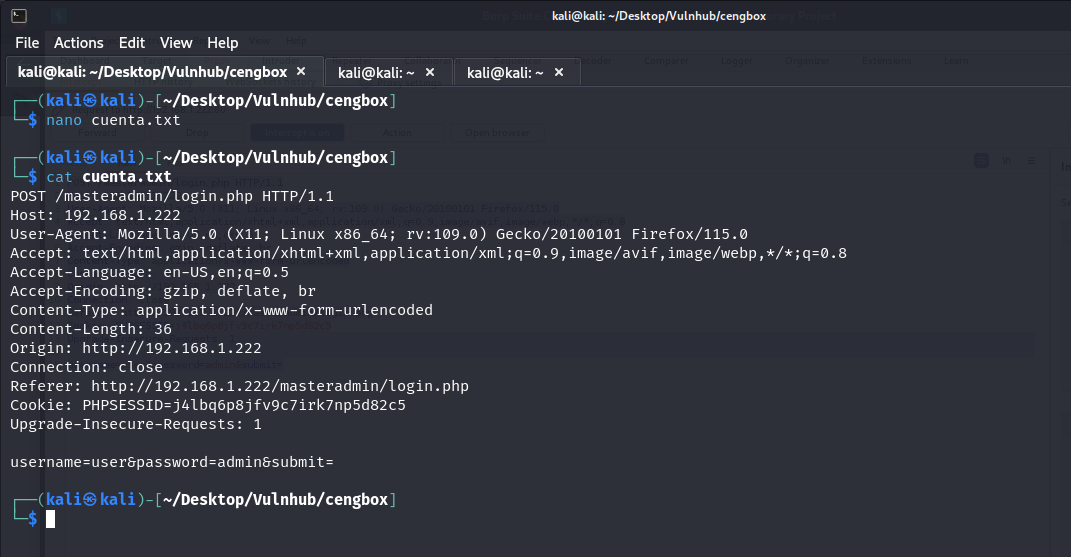 kali@kali: ~/Desktop/Vulnhub/cengbox
File Actions Edit View Help
kali@kali: ~/Desktop/Vulnhub/cengbox × kali@kali: ~ × kali@kali: ~ ×
┌──(kali㉿kali)-[~/Desktop/Vulnhub/cengbox]
└─$ nano cuenta.txt
┌──(kali㉿kali)-[~/Desktop/Vulnhub/cengbox]
└─$ cat cuenta.txt
POST /masteradmin/login.php HTTP/1.1
Host: 192.168.1.222
User-Agent: Mozilla/5.0 (X11; Linux x86_64; rv:109.0) Gecko/20100101 Firefox/115.0
Accept: text/html,application/xhtml+xml,application/xml;q=0.9,image/avif,image/webp,*/*;q=0.8
Accept-Language: en-US,en;q=0.5
Accept-Encoding: gzip, deflate, br
Content-Type: application/x-www-form-urlencoded
Content-Length: 36
Origin: http://192.168.1.222
Connection: close
Referer: http://192.168.1.222/masteradmin/login.php
Cookie: PHPSESSID=j4lbq6p8jfv9c7irk7np5d82c5
Upgrade-Insecure-Requests: 1
username=user&password=admin&submit=
┌──(kali㉿kali)-[~/Desktop/Vulnhub/cengbox]
└─$